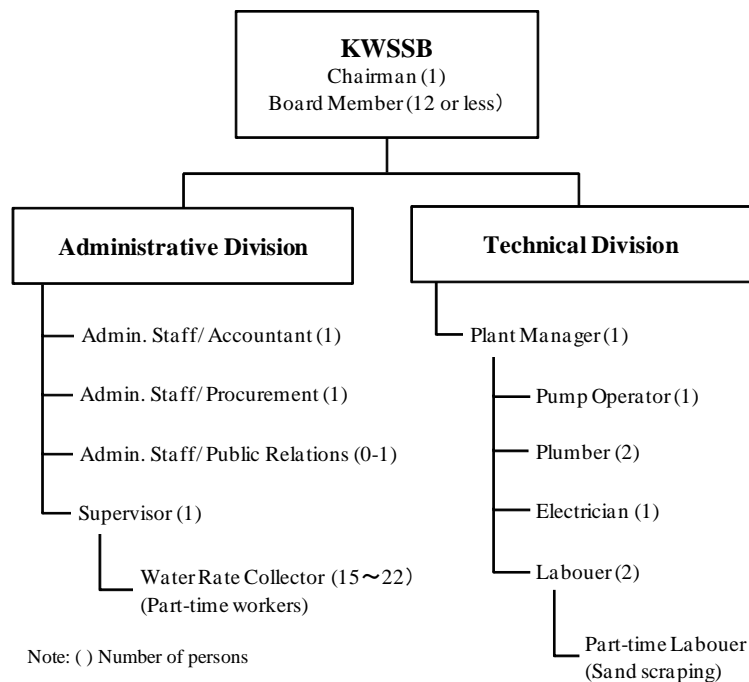 KWSSB
Chairman (1)
Board Member (12 or less）
Administrative Division
Admin. Staff/ Accountant (1)
Admin. Staff/ Procurement (1)
Admin. Staff/ Public Relations (0-1)
Supervisor (1)
Water Rate Collector (15～22）
(Part-time workers)
Technical Division
Plant Manager (1)
Pump Operator (1)
Plumber (2)
Electrician (1)
Labouer (2)
Part-time Labouer
(Sand scraping)
Note: ( ) Number of persons